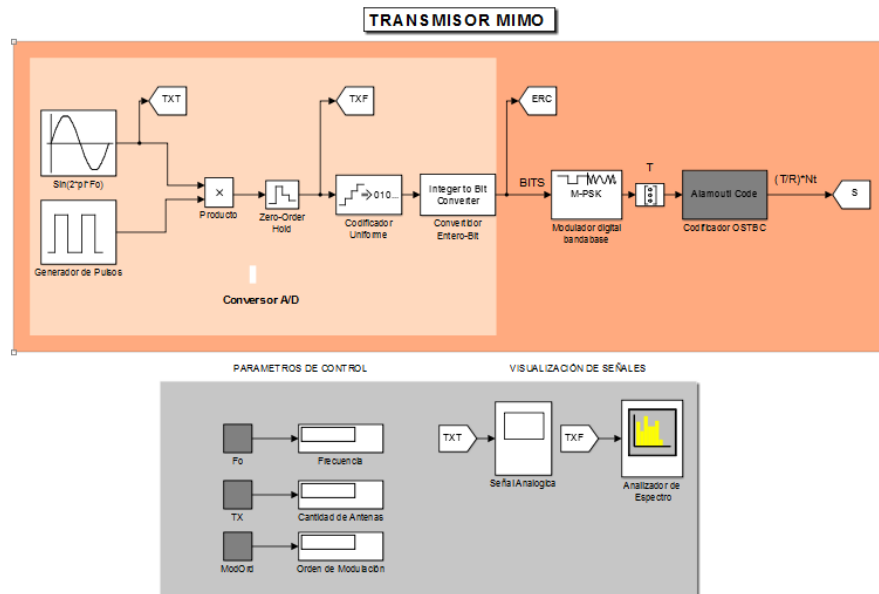 TRANSMISOR MIMO
TXT
TXF
ERC
Sin(2*pi*Fo)
×
Producto
Zero-Order
Hold
010...
Codificador
Uniforme
Integer to Bit
Converter
Convertidor
Entero-Bit
BITS
M-PSK
Modulador digital
bandabase
T
Alamouti Code
Codificador OSTBC
(T/R)*Nt
S
Generador de Pulsos
Conversor A/D
PARAMETROS DE CONTROL
VISUALIZACIÓN DE SEÑALES
Fo
Frecuencia
TX
Cantidad de Antenas
ModOrd
Orden de Modulación
TXT
Señal Analogica
TXF
Analizador de
Espectro